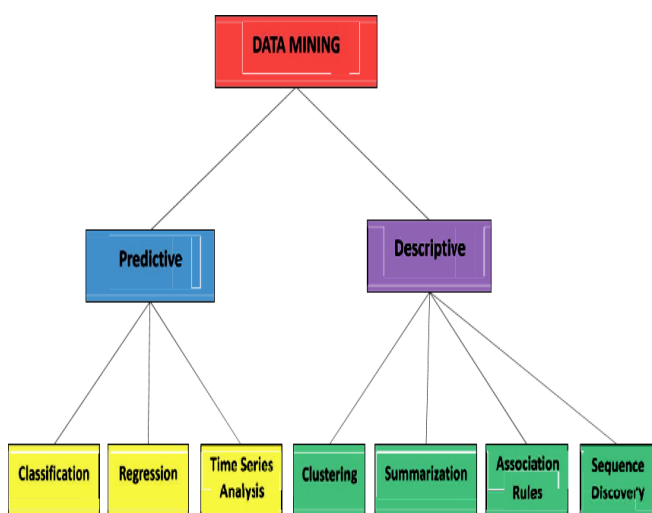 DATA MINING
Predictive
Descriptive
Classification
Regression
Time Series
Analysis
Clustering
Summarization
Association
Rules
Sequence
Discovery